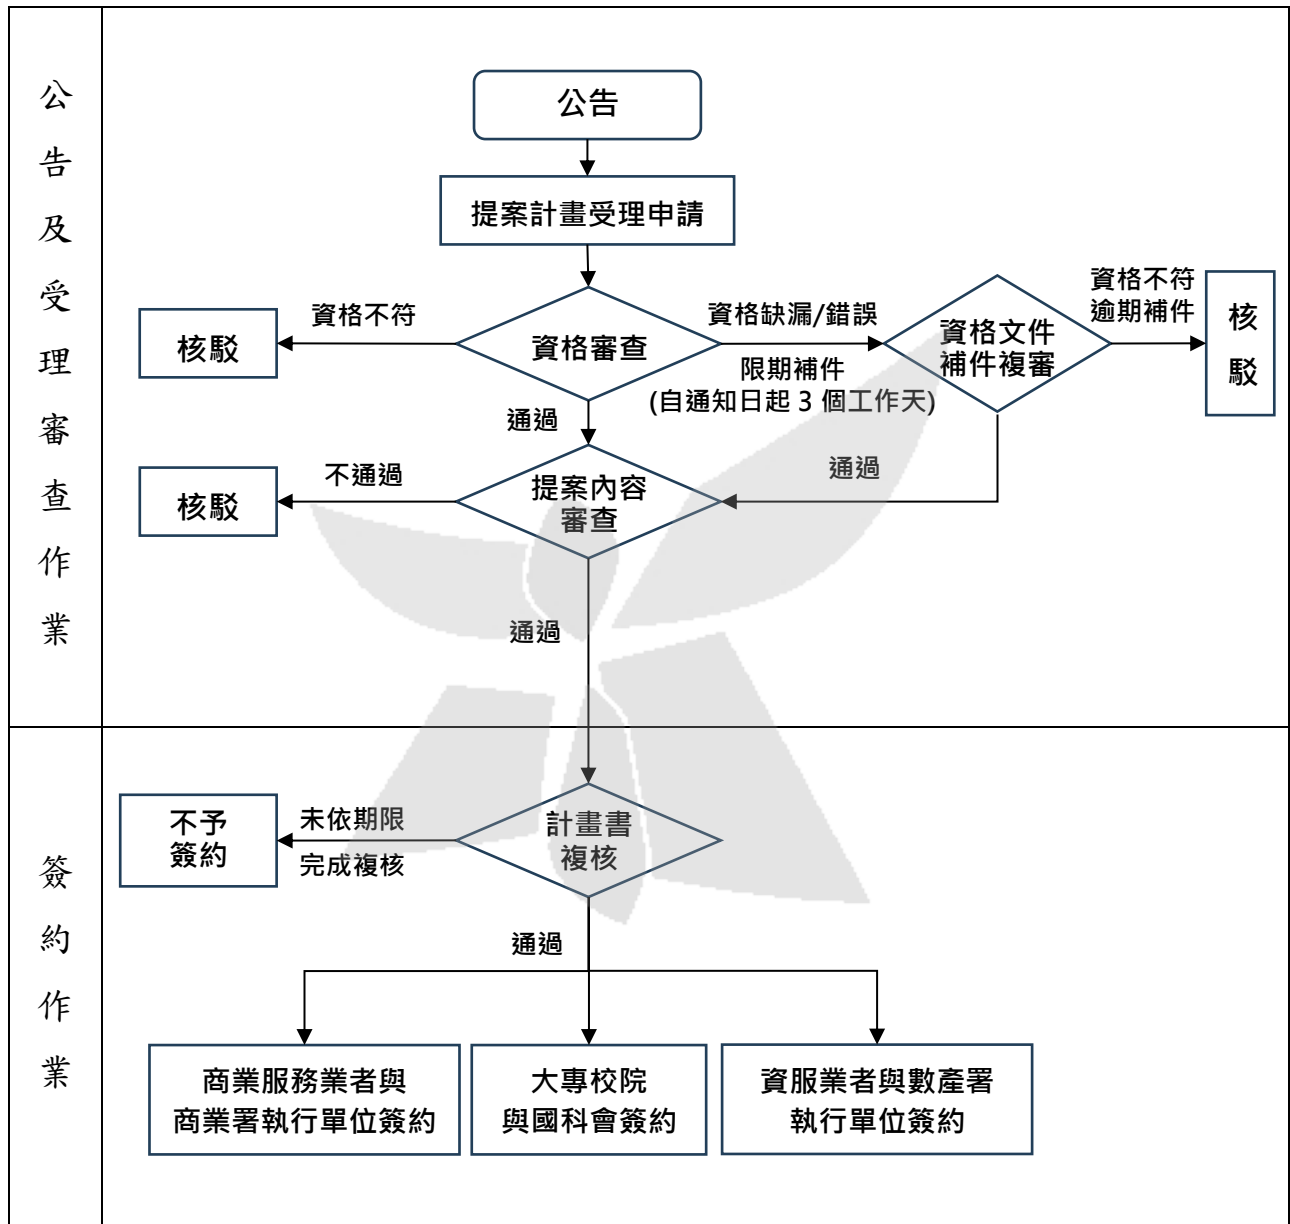 公告及受理審查作業
公告
提案計畫受理申請
資格不符
核駁
資格審查
資格缺漏/錯誤
限期補件
(自通知日起 3 個工作天)
資格文件
補件複審
資格不符
逾期補件
核
駁
通過
通過
不通過
核駁
提案內容
審查
通過
簽約作業
不予
簽約
未依期限
完成複核
計畫書
複核
通過
商業服務業者與
商業署執行單位簽約
大專校院
與國科會簽約
資服業者與數產署
執行單位簽約